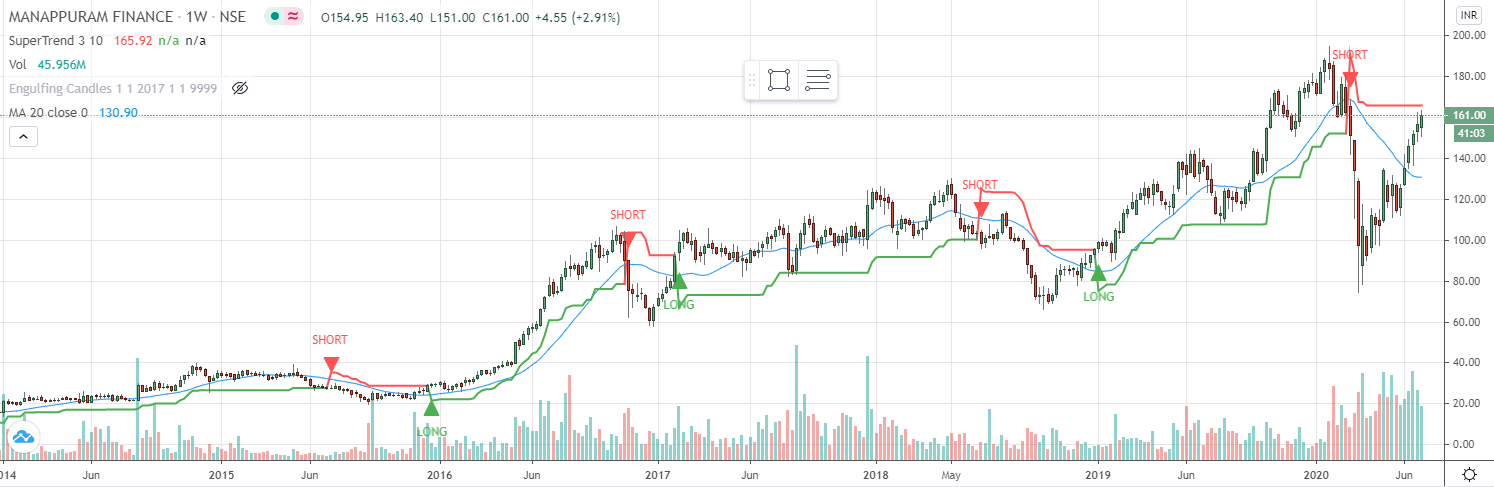 MANAPPURAM FINANCE · 1W · NSE O154.95 H163.40 L151.00 C161.00 +4.55 (+2.91%) INR
SuperTrend 3 10 165.92 n/a n/a
Vol 45.956M
Engulfing Candles 1 1 2017 1 1 9999
MA 20 close 0 130.90
SHORT
SHORT
SHORT
SHORT
LONG
LONG
LONG
200.00
180.00
161.00
41:03
140.00
120.00
100.00
80.00
60.00
40.00
20.00
0.00
014 Jun 2015 Jun 2016 Jun 2017 Jun 2018 May 2019 Jun 2020 Jun